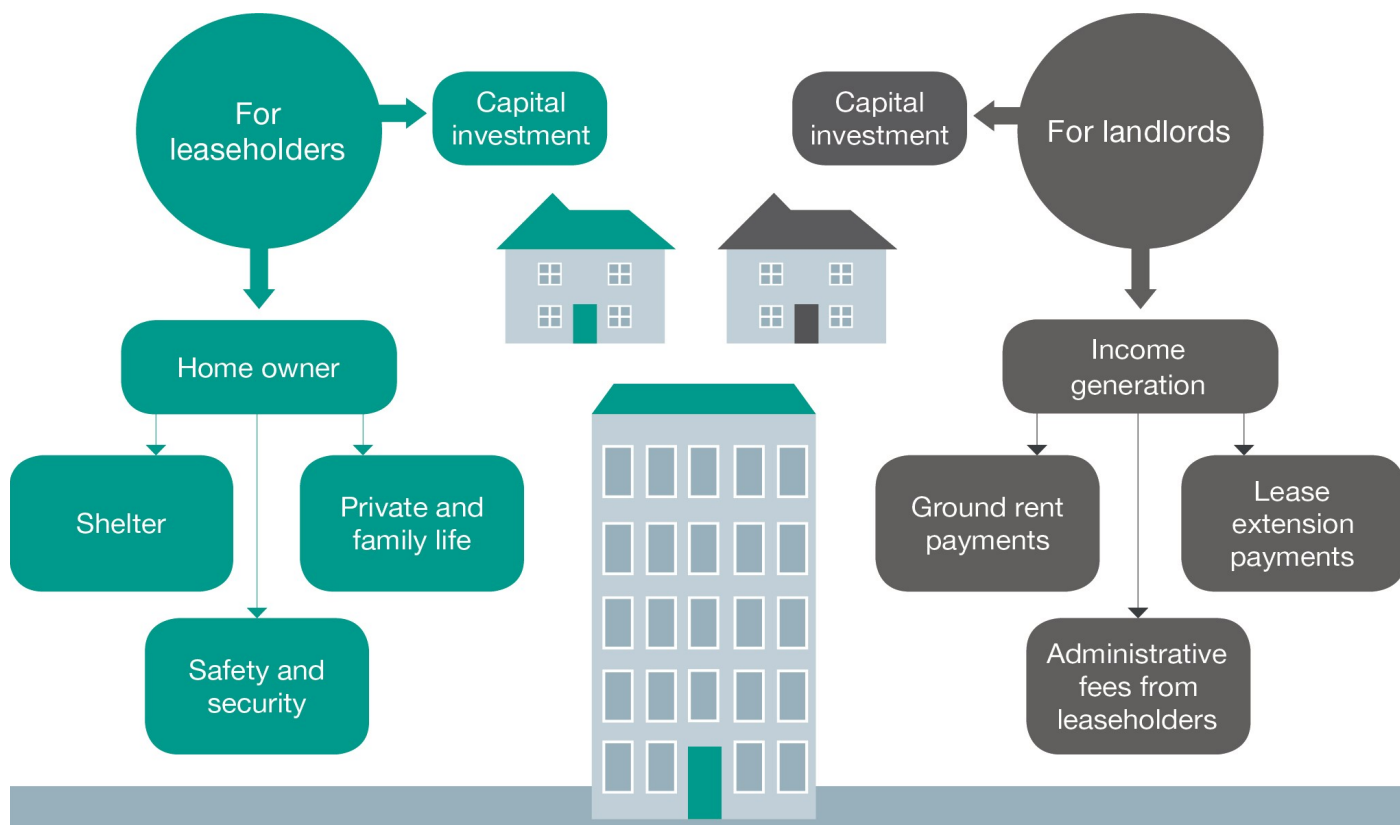 For
leaseholders
Capital
investment
Home owner
Shelter
Private and
family life
Safety and
security
Capital
investment
For landlords
Income
generation
Ground rent
payments
Lease
extension
payments
Administrative
fees from
leaseholders